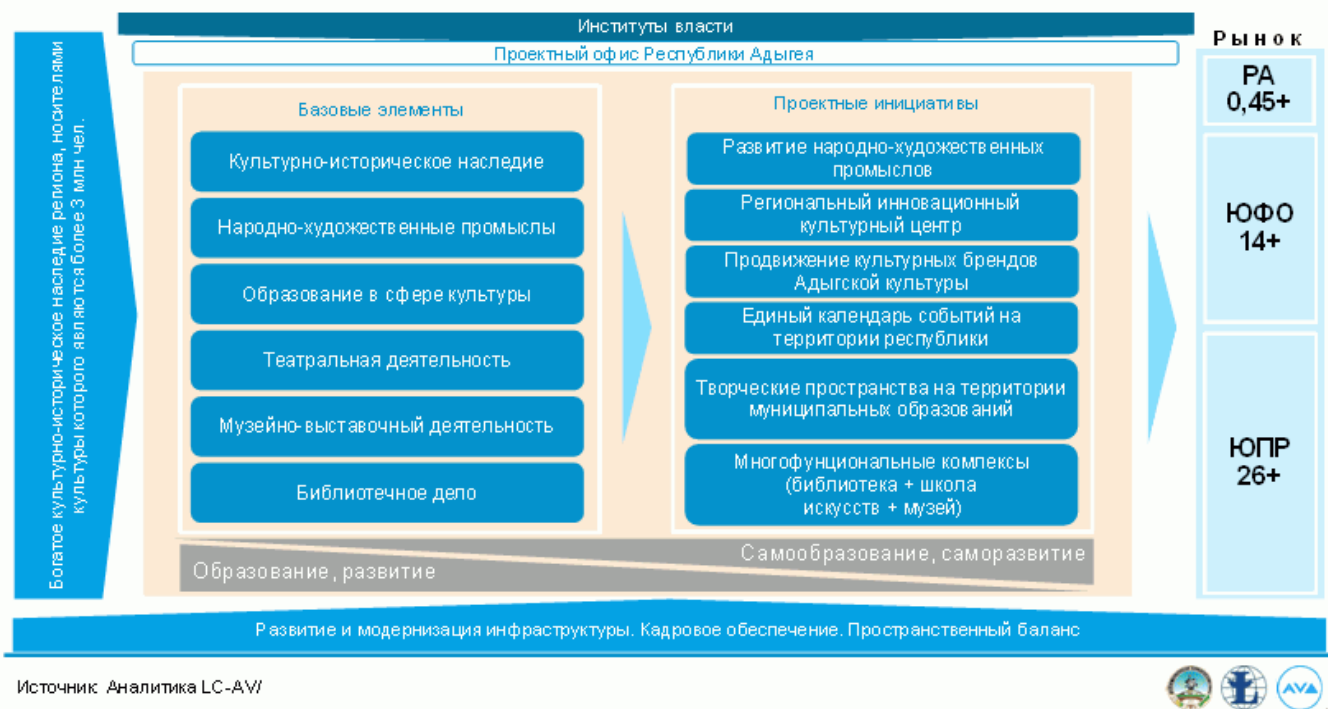 Институты власти
Проектный офис Республики Адыгея
Богатое культурно-историческое наследие региона, носителями
культуры которого являются более 3 млн чел.
Базовые элементы
Культурно-историческое наследие
Народно-художественные промыслы
Образование в сфере культуры
Театральная деятельность
Музейно-выставочный деятельность
Библиотечное дело
Проектные инициативы
Развитие народно-художественных
промыслов
Региональный инновационный
культурный центр
Продвижение культурных брендов
Адыгской культуры
Единый календарь событий на
территории республики
Творческие пространства на территории
муниципальных образований
Многофунциональные комплексы
(библиотека + школа
искусств + музей)
Образование, развитие
Самообразование, саморазвитие
Рынок
РА
0,45+
ЮФО
14+
ЮПР
26+
Развитие и модернизация инфраструктуры. Кадровое обеспечение. Пространственный баланс
Источник: Аналитика LC-AV/
AVA